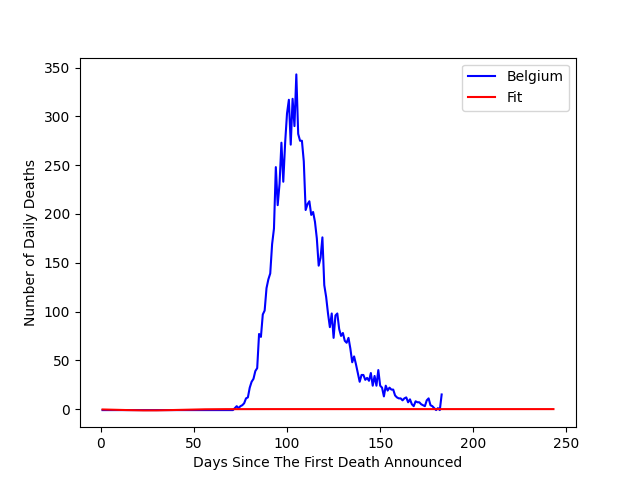 Number of Daily Deaths
350
300
250
200
150
100
50
0
Belgium
Fit
0 50 100 150 200 250
Days Since The First Death Announced